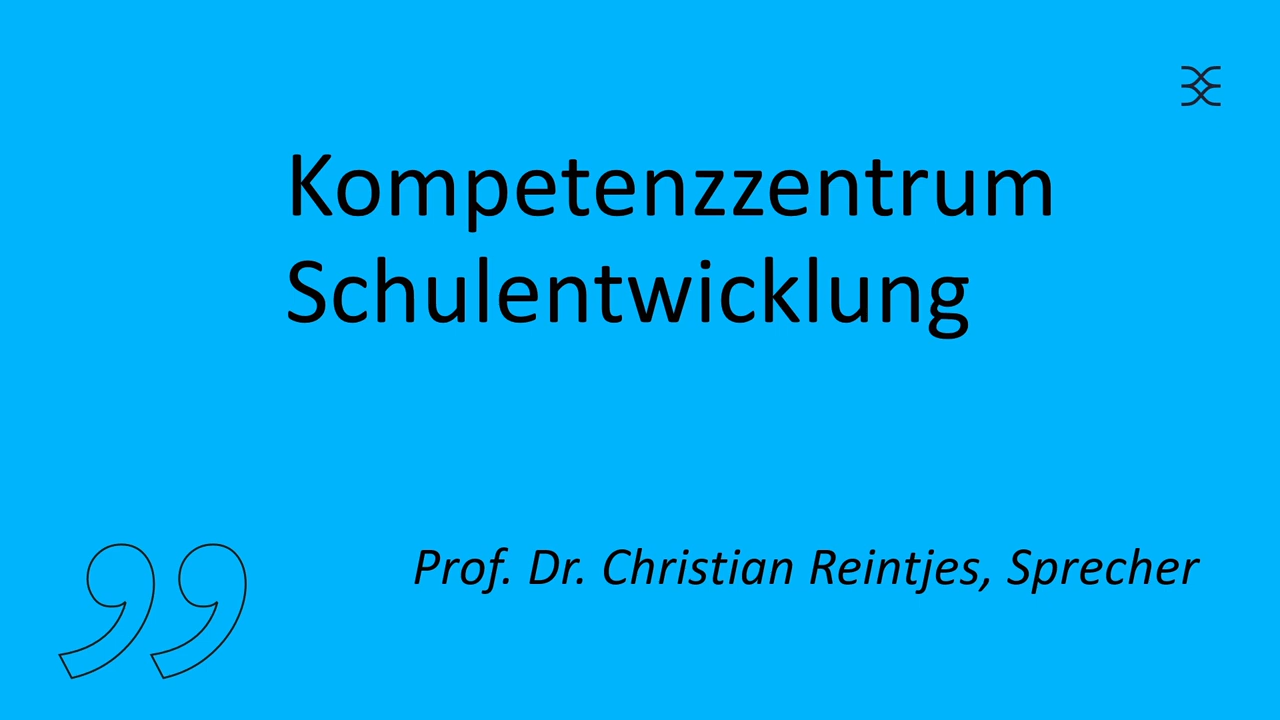 Kompetenzzentrum
Schulentwicklung
Prof. Dr. Christian Reintjes, Sprecher